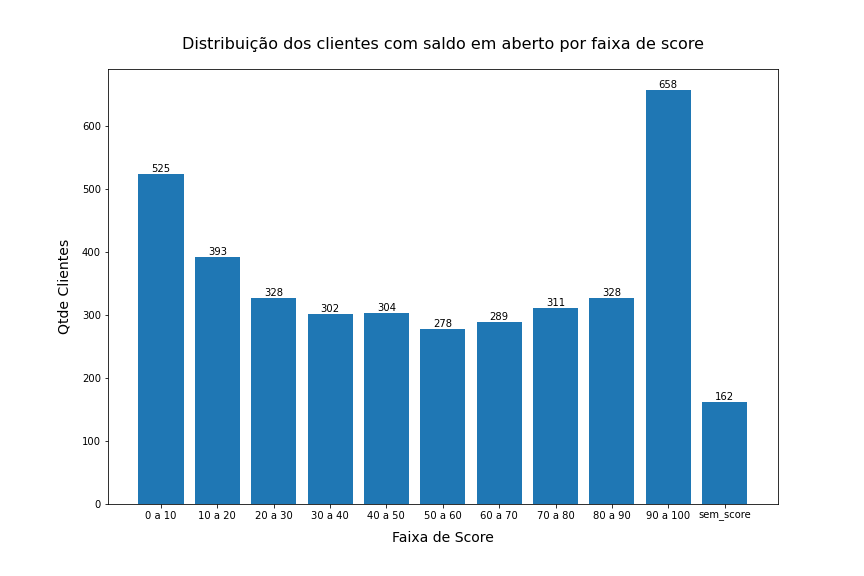 Distribuição dos clientes com saldo em aberto por faixa de score
Qtde Clientes
600
500
400
300
200
100
0
525
393
328
302
304
278
289
311
328
658
162
0 a 10
10 a 20
20 a 30
30 a 40
40 a 50
50 a 60
60 a 70
70 a 80
80 a 90
90 a 100
sem_score
Faixa de Score